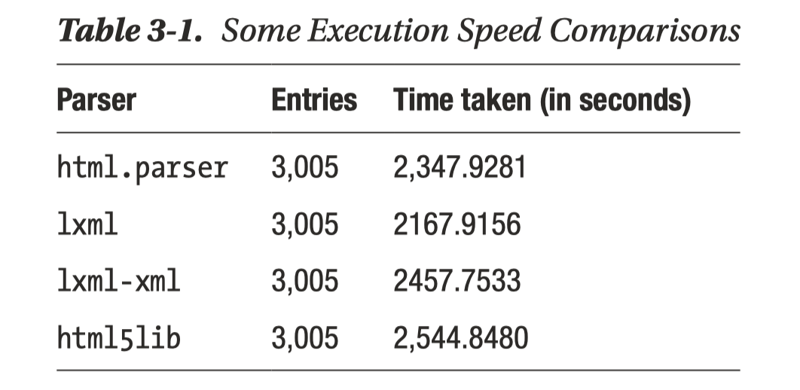 Table 3-1. Some Execution Speed Comparisons
Parser Entries Time taken (in seconds)
html.parser 3,005 2,347.9281
lxml 3,005 2167.9156
lxml-xml 3,005 2457.7533
html5lib 3,005 2,544.8480